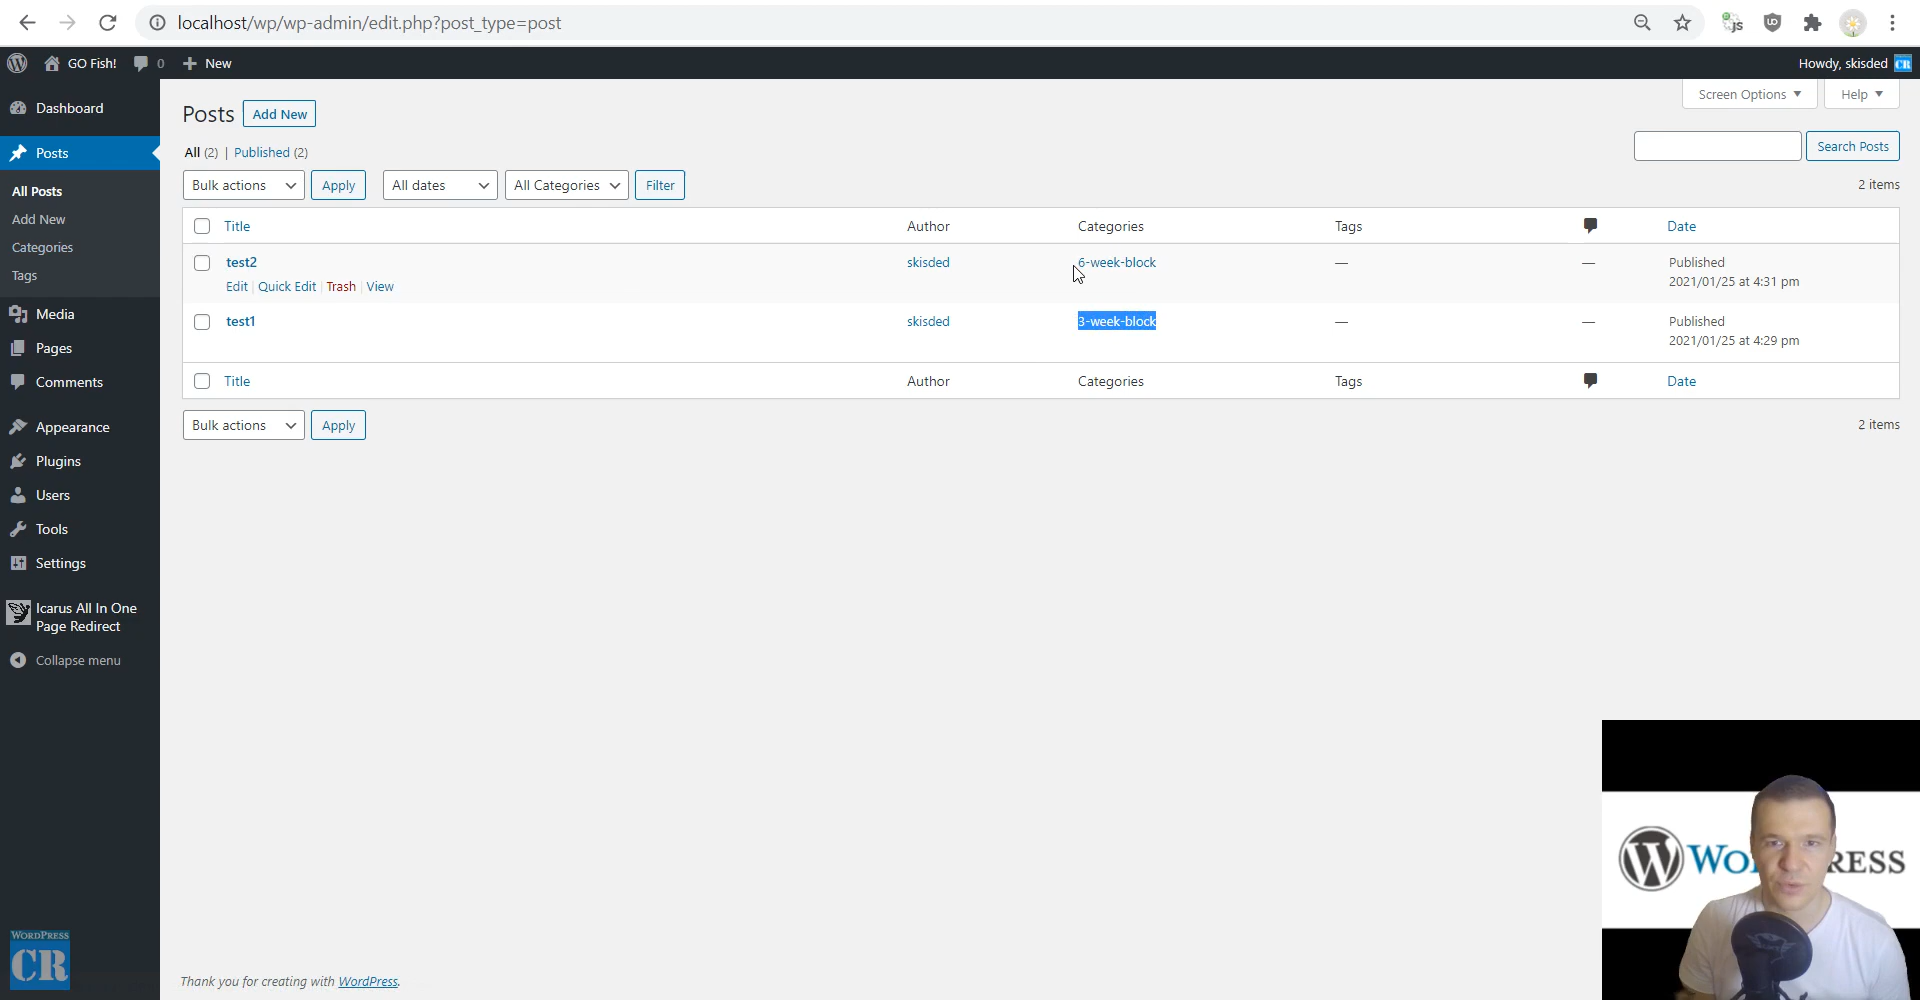 localhost/wp/wp-admin/edit.php?post_type=post
GO Fish! 0 New
Howdy, skisded CR
Dashboard
Posts
All Posts
Add New
Categories
Tags
Media
Pages
Comments
Appearance
Plugins
Users
Tools
Settings
Icarus All In One
Page Redirect
Collapse menu
WORDPRESS
CR
Screen Options Help
Posts Add New
All (2) | Published (2)
Search Posts
Bulk actions Apply All dates All Categories Filter
2 items
Title Author Categories Tags Date
test2 skisded 6-week-block — — Published
2021/01/25 at 4:31 pm
Edit | Quick Edit | Trash | View
test1 skisded 3-week-block — — Published
2021/01/25 at 4:29 pm
Title Author Categories Tags Date
Bulk actions Apply
2 items
Thank you for creating with WordPress.